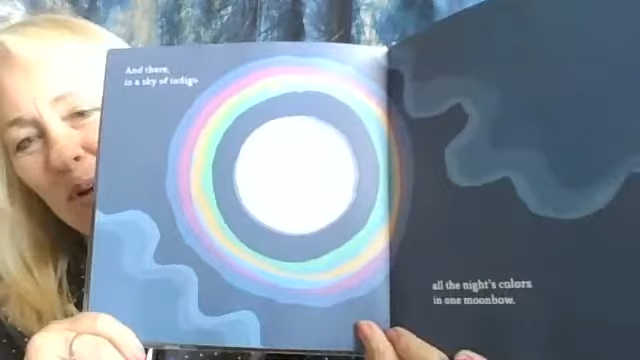 And there,
in a sky of indigo
all the night's colors
in one moonbow.